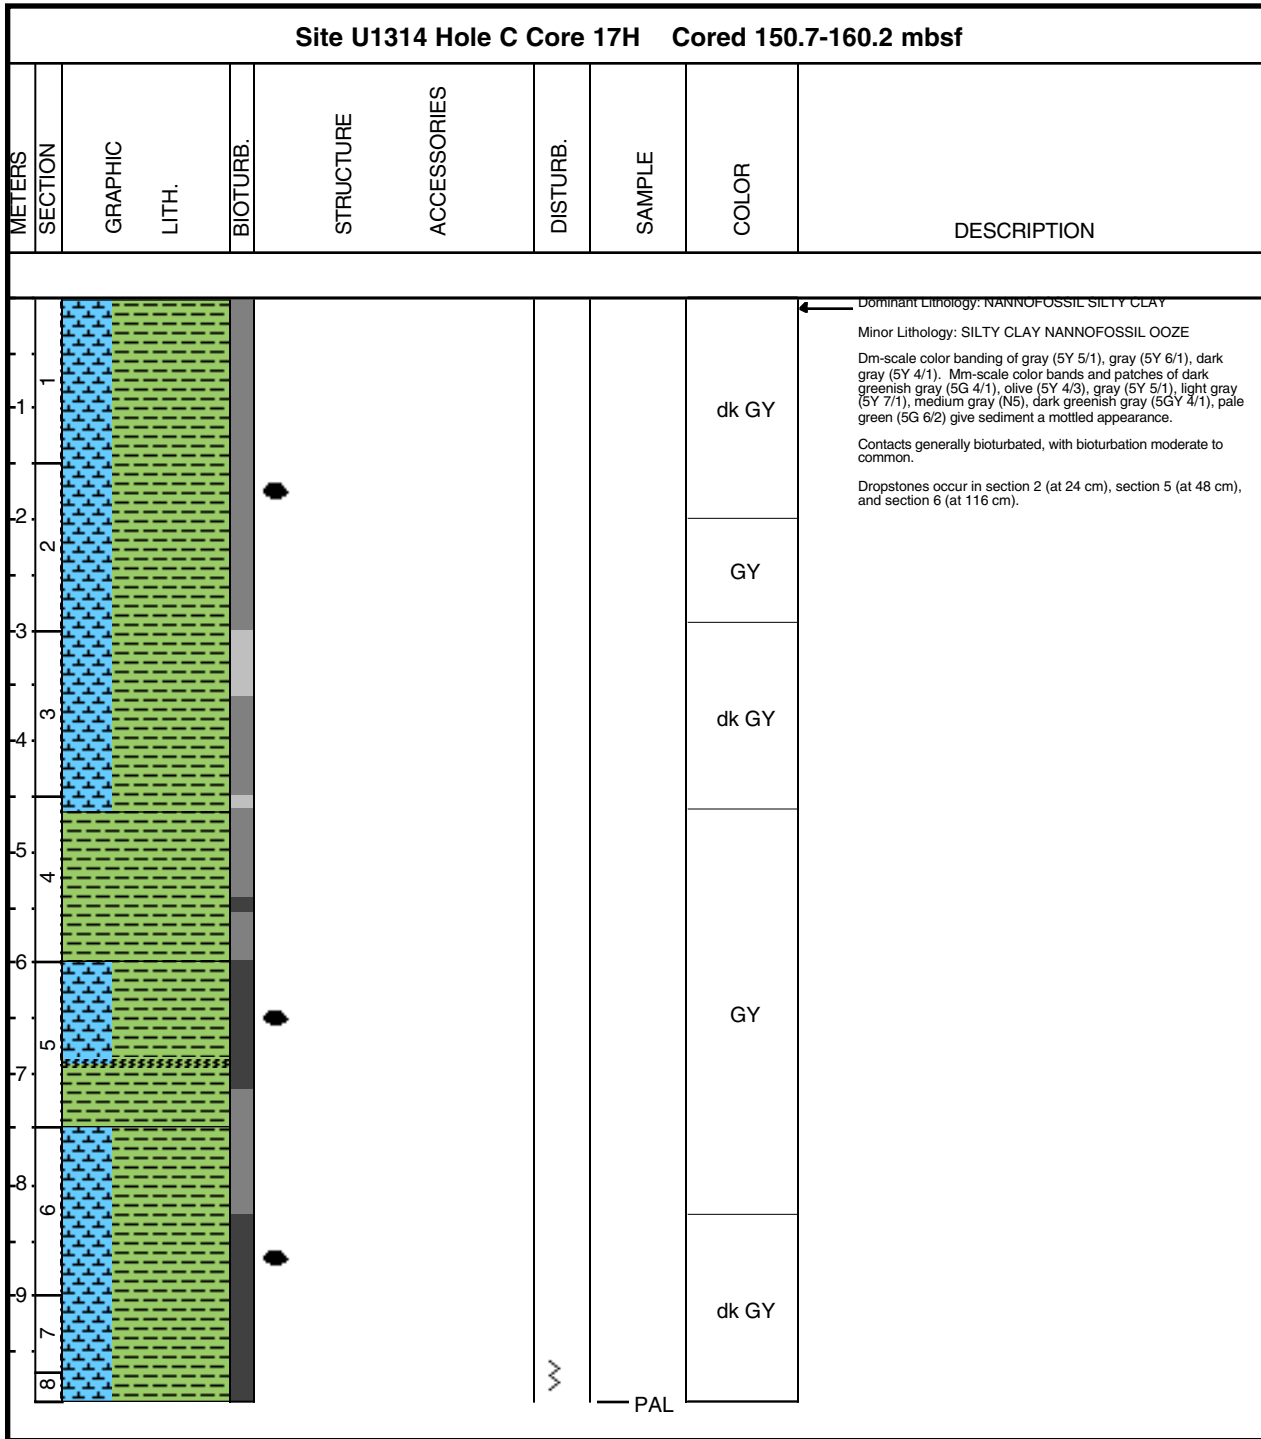 Site U1314 Hole C Core 17H Cored 150.7-160.2 mbsf
METERS
SECTION
GRAPHIC
LITH.
BIOTURB.
STRUCTURE
ACCESSORIES
DISTURB.
SAMPLE
COLOR
DESCRIPTION
Dominant Lithology: NANNOFOSSIL SILTY CLAY
Minor Lithology: SILTY CLAY NANNOFOSSIL OOZE
Dm-scale color banding of gray (5Y 5/1), gray (5Y 6/1), dark
gray (5Y 4/1). Mm-scale color bands and patches of dark
greenish gray (5G 4/1), olive (5Y 4/3), gray (5Y 5/1), light gray
(5Y 7/1), medium gray (N5), dark greenish gray (5GY 4/1), pale
green (5G 6/2) give sediment a mottled appearance.
Contacts generally bioturbated, with bioturbation moderate to
common.
Dropstones occur in section 2 (at 24 cm), section 5 (at 48 cm),
and section 6 (at 116 cm).
1
1
dk GY
2
2
GY
3
3
dk GY
4
5
4
6
GY
5
7
8
6
9
dk GY
7
8
PAL